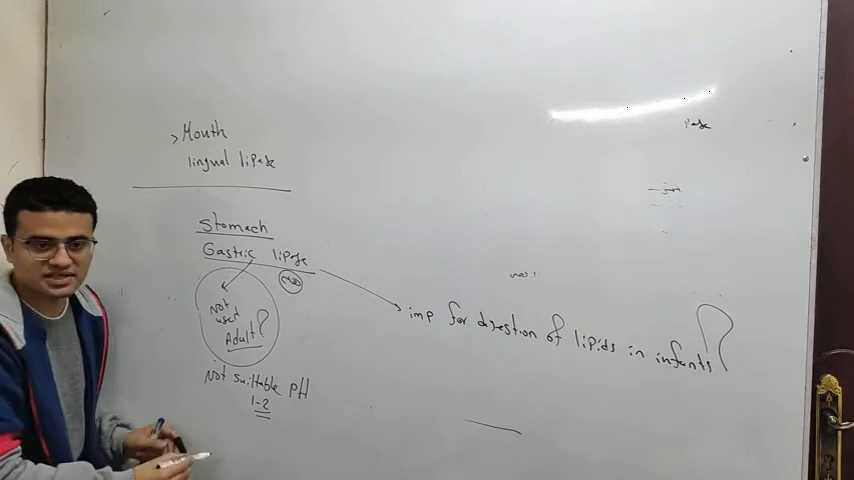 Mouth
lingual lipase
Stomach
Gastric lipase
Not
used
Adult?
Not suittable pH
1-2
imp for digestion of lipids in infants?